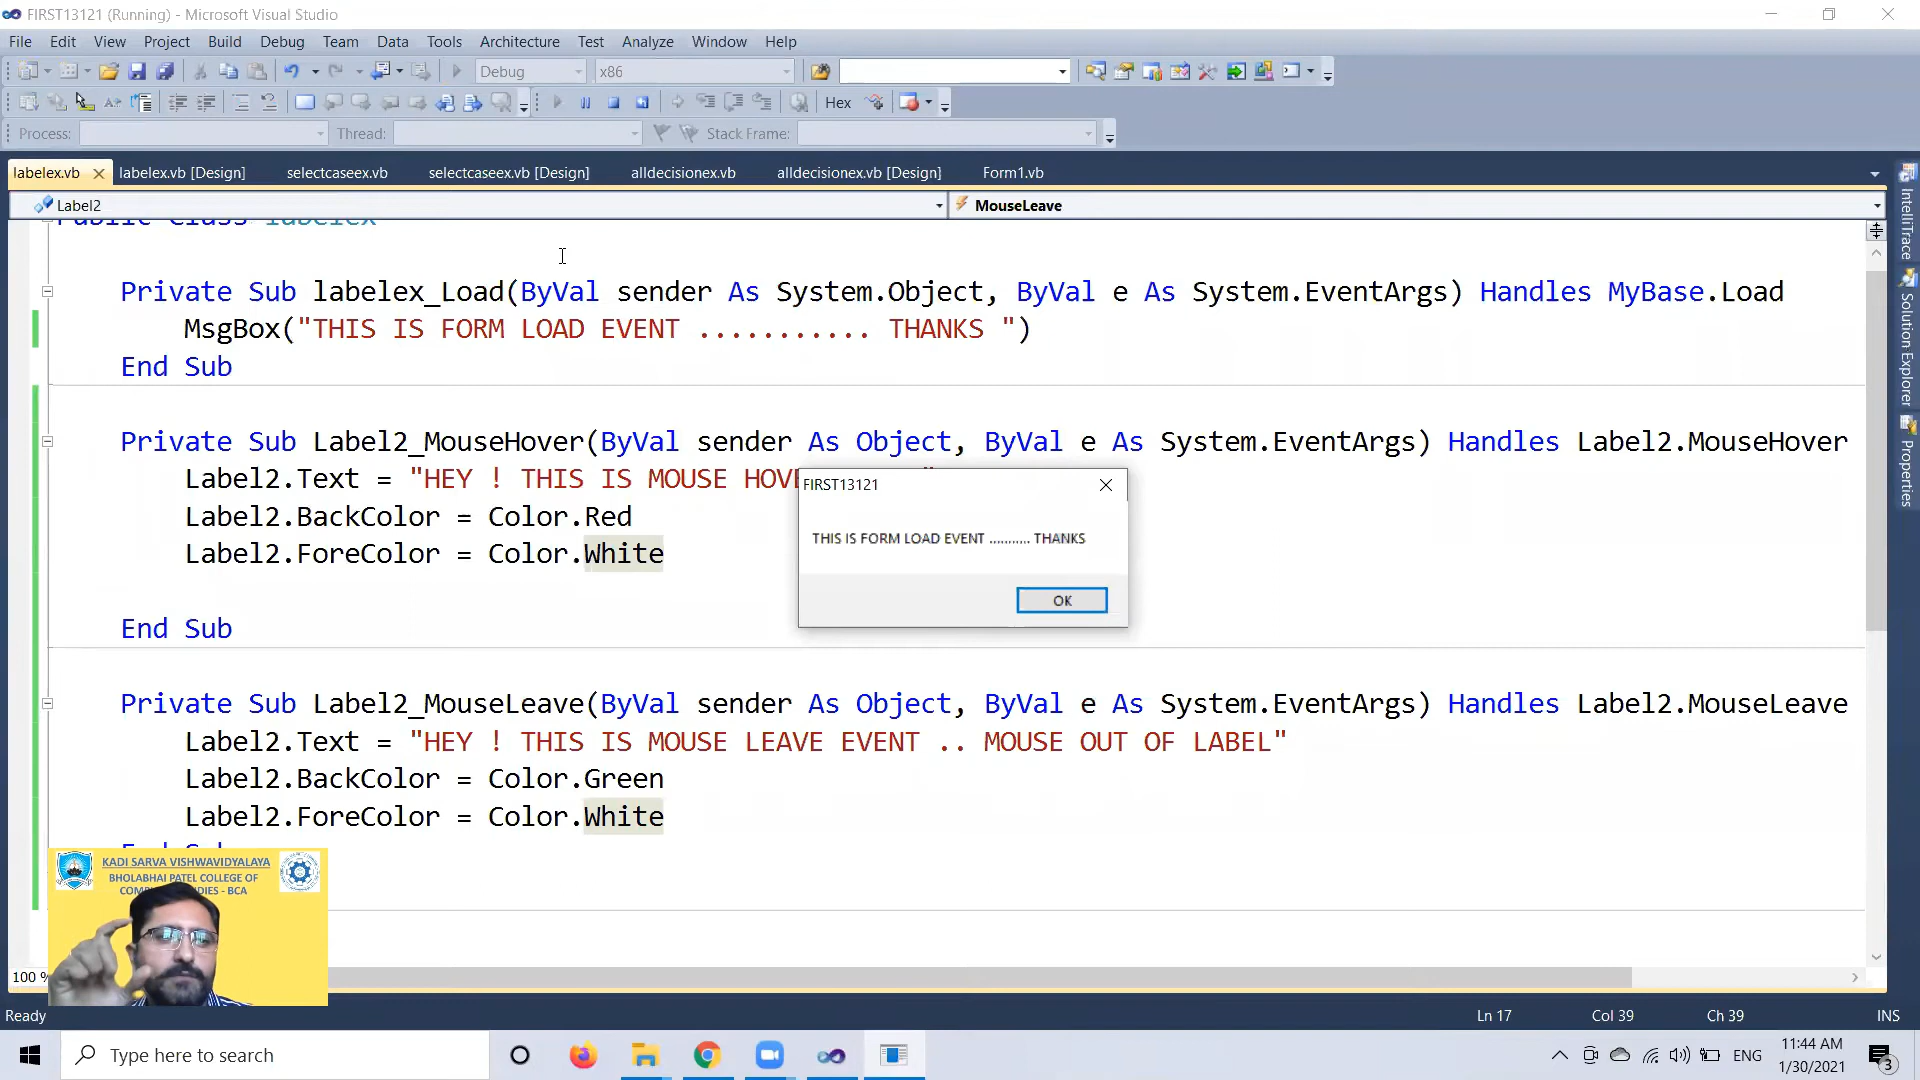 FIRST13121 (Running) - Microsoft Visual Studio
File Edit View Project Build Debug Team Data Tools Architecture Test Analyze Window Help
Debug x86
Hex
Process: Thread: Stack Frame:
labelex.vb labelex.vb [Design] selectcaseex.vb selectcaseex.vb [Design] alldecisionex.vb alldecisionex.vb [Design] Form1.vb
Label2 MouseLeave
Public Class labelex
Private Sub labelex_Load(ByVal sender As System.Object, ByVal e As System.EventArgs) Handles MyBase.Load
MsgBox("THIS IS FORM LOAD EVENT ........... THANKS ")
End Sub
Private Sub Label2_MouseHover(ByVal sender As Object, ByVal e As System.EventArgs) Handles Label2.MouseHover
Label2.Text = "HEY ! THIS IS MOUSE HOVE
Label2.BackColor = Color.Red
Label2.ForeColor = Color.White
End Sub
FIRST13121
THIS IS FORM LOAD EVENT ........... THANKS
OK
Private Sub Label2_MouseLeave(ByVal sender As Object, ByVal e As System.EventArgs) Handles Label2.MouseLeave
Label2.Text = "HEY ! THIS IS MOUSE LEAVE EVENT .. MOUSE OUT OF LABEL"
Label2.BackColor = Color.Green
Label2.ForeColor = Color.White
End Sub
KADI SARVA VISHWAVIDYALAYA
BHOLABHAI PATEL COLLEGE OF
- BCA
IntelliTrace
Solution Explorer
Properties
100 %
Ready Ln 17 Col 39 Ch 39 INS
Type here to search
ENG
11:44 AM
1/30/2021
3